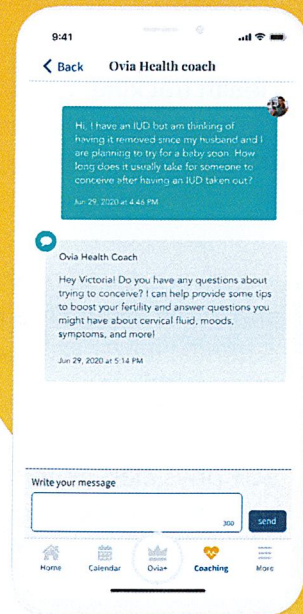 9:41
Back
Ovia Health coach
Hi, I have an IUD but am thinking of
having it removed since my husband and I
are planning to try for a baby soon. How
long does it usually take for someone to
conceive after having an IUD taken out?
Jun 29, 2020 at 4:46 PM
Ovia Health Coach
Hey Victoria! Do you have any questions about
trying to conceive? I can help provide some tips
to boost your fertility and answer questions you
might have about cervical fluid, moods,
symptoms, and more!
Jun 29, 2020 at 5:14 PM
Write your message
300
send
Home
Calendar
Ovia+
Coaching
More